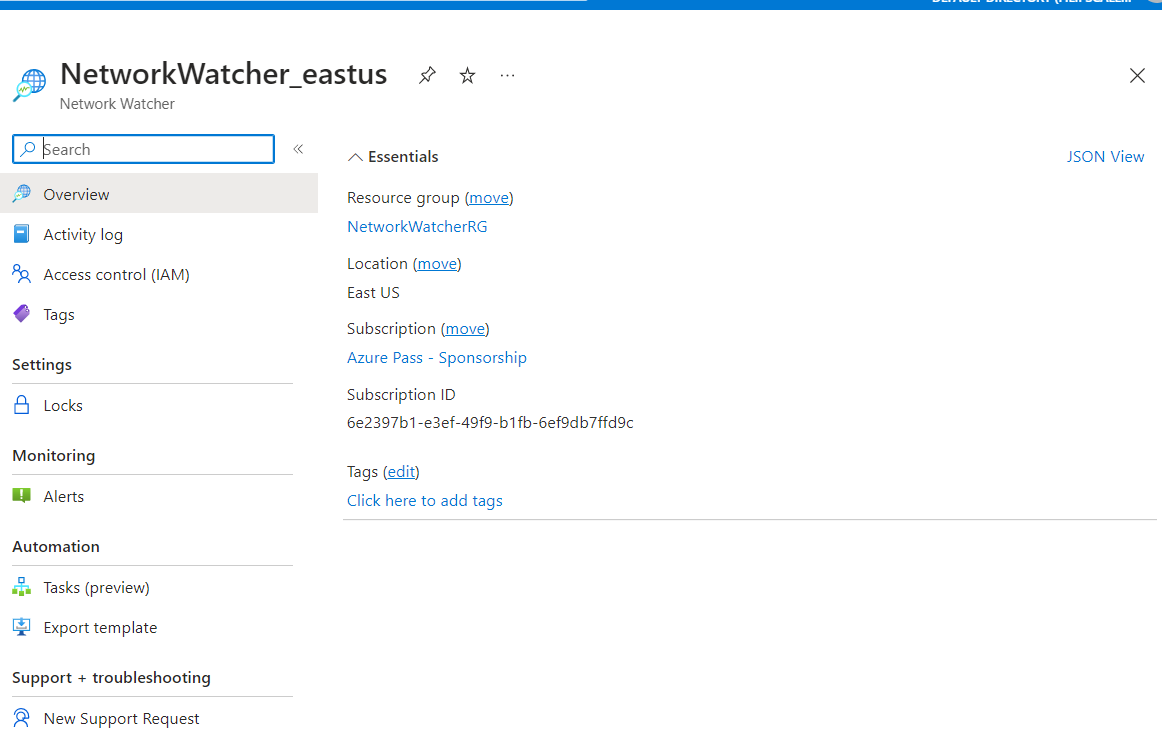 NetworkWatcher_eastus
Network Watcher
Search
Overview
Activity log
Access control (IAM)
Tags
Settings
Locks
Monitoring
Alerts
Automation
Tasks (preview)
Export template
Support + troubleshooting
New Support Request
Essentials
JSON View
Resource group (move)
NetworkWatcherRG
Location (move)
East US
Subscription (move)
Azure Pass - Sponsorship
Subscription ID
6e2397b1-e3ef-49f9-b1fb-6ef9db7ffd9c
Tags (edit)
Click here to add tags